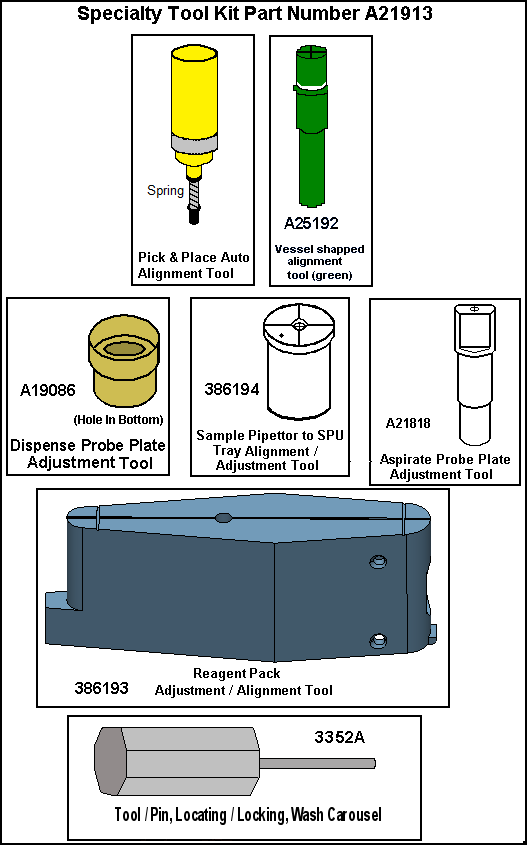 Specialty Tool Kit Part Number A21913
Spring
Pick & Place Auto
Alignment Tool
A25192
Vessel shapped
alignment
tool (green)
A19086
(Hole In Bottom)
Dispense Probe Plate
Adjustment Tool
386194
Sample Pipettor to SPU
Tray Alignment /
Adjustment Tool
A21818
Aspirate Probe Plate
Adjustment Tool
386193
Reagent Pack
Adjustment / Alignment Tool
3352A
Tool / Pin, Locating / Locking, Wash Carousel